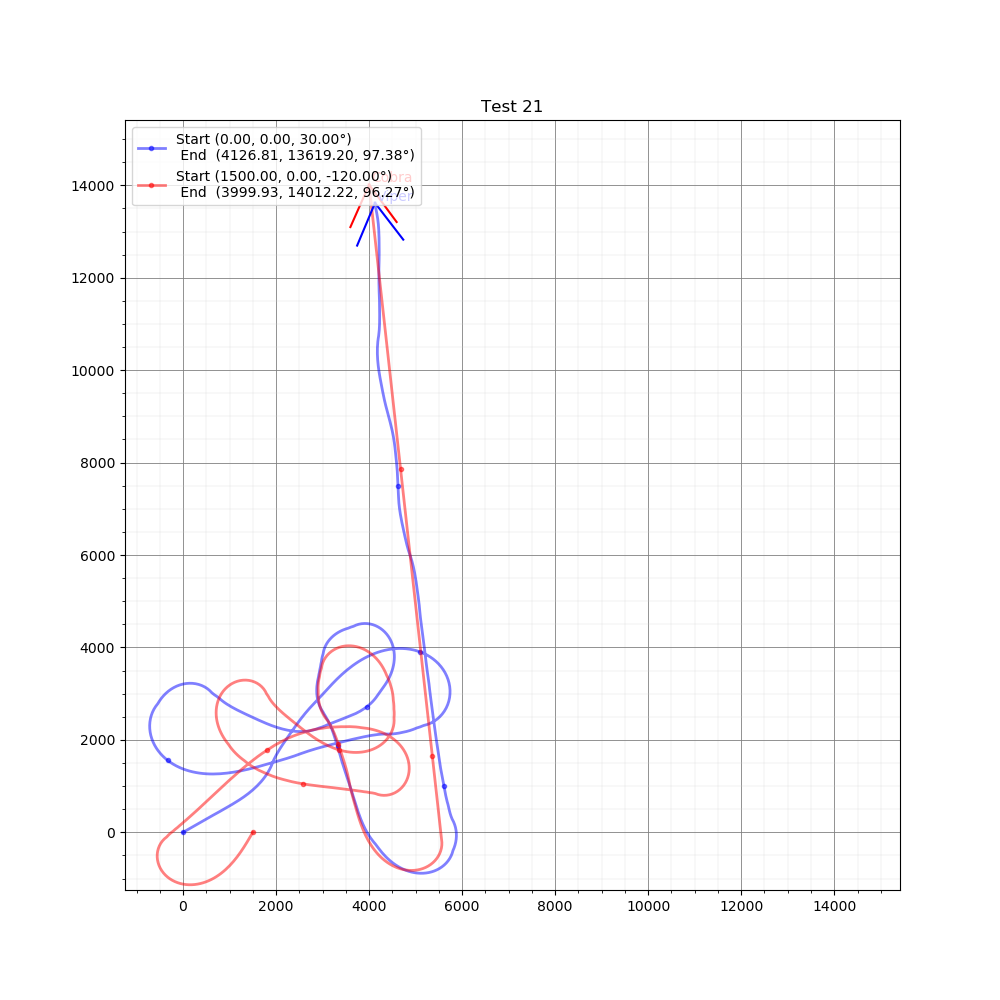 Test 21
Start (0.00, 0.00, 30.00°)
End (4126.81, 13619.20, 97.38°)
Start (1500.00, 0.00, -120.00°)
End (3999.93, 14012.22, 96.27°)
14000
12000
10000
8000
6000
4000
2000
0
0 2000 4000 6000 8000 10000 12000 14000